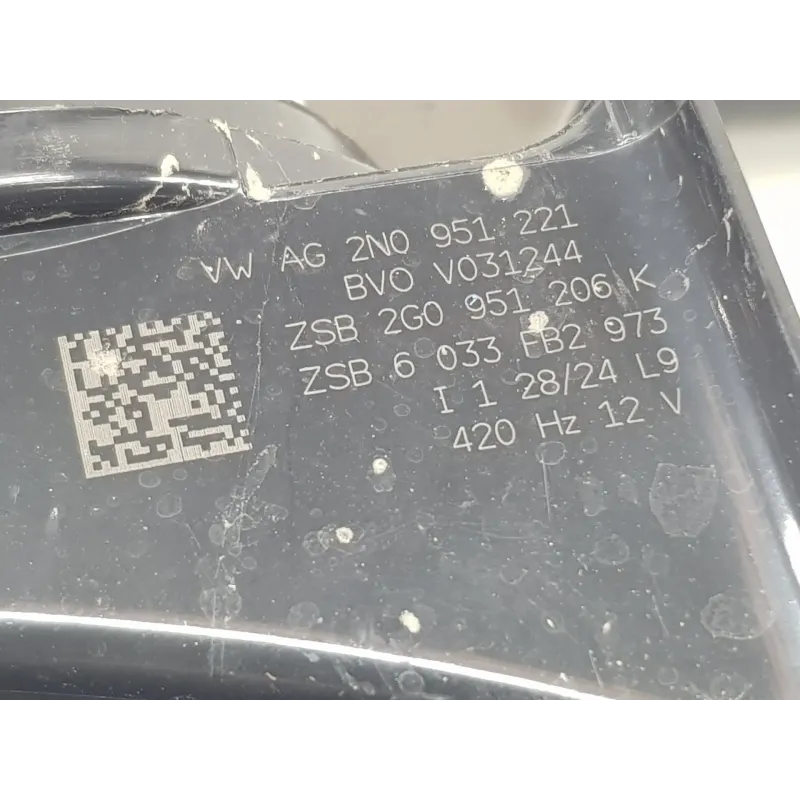 VW AG 2N0 951 221
BVO V031244
ZSB 2G0 951 206 K
ZSB 6 033 FB2 973
I 1 28/24 L9
420 Hz 12 V